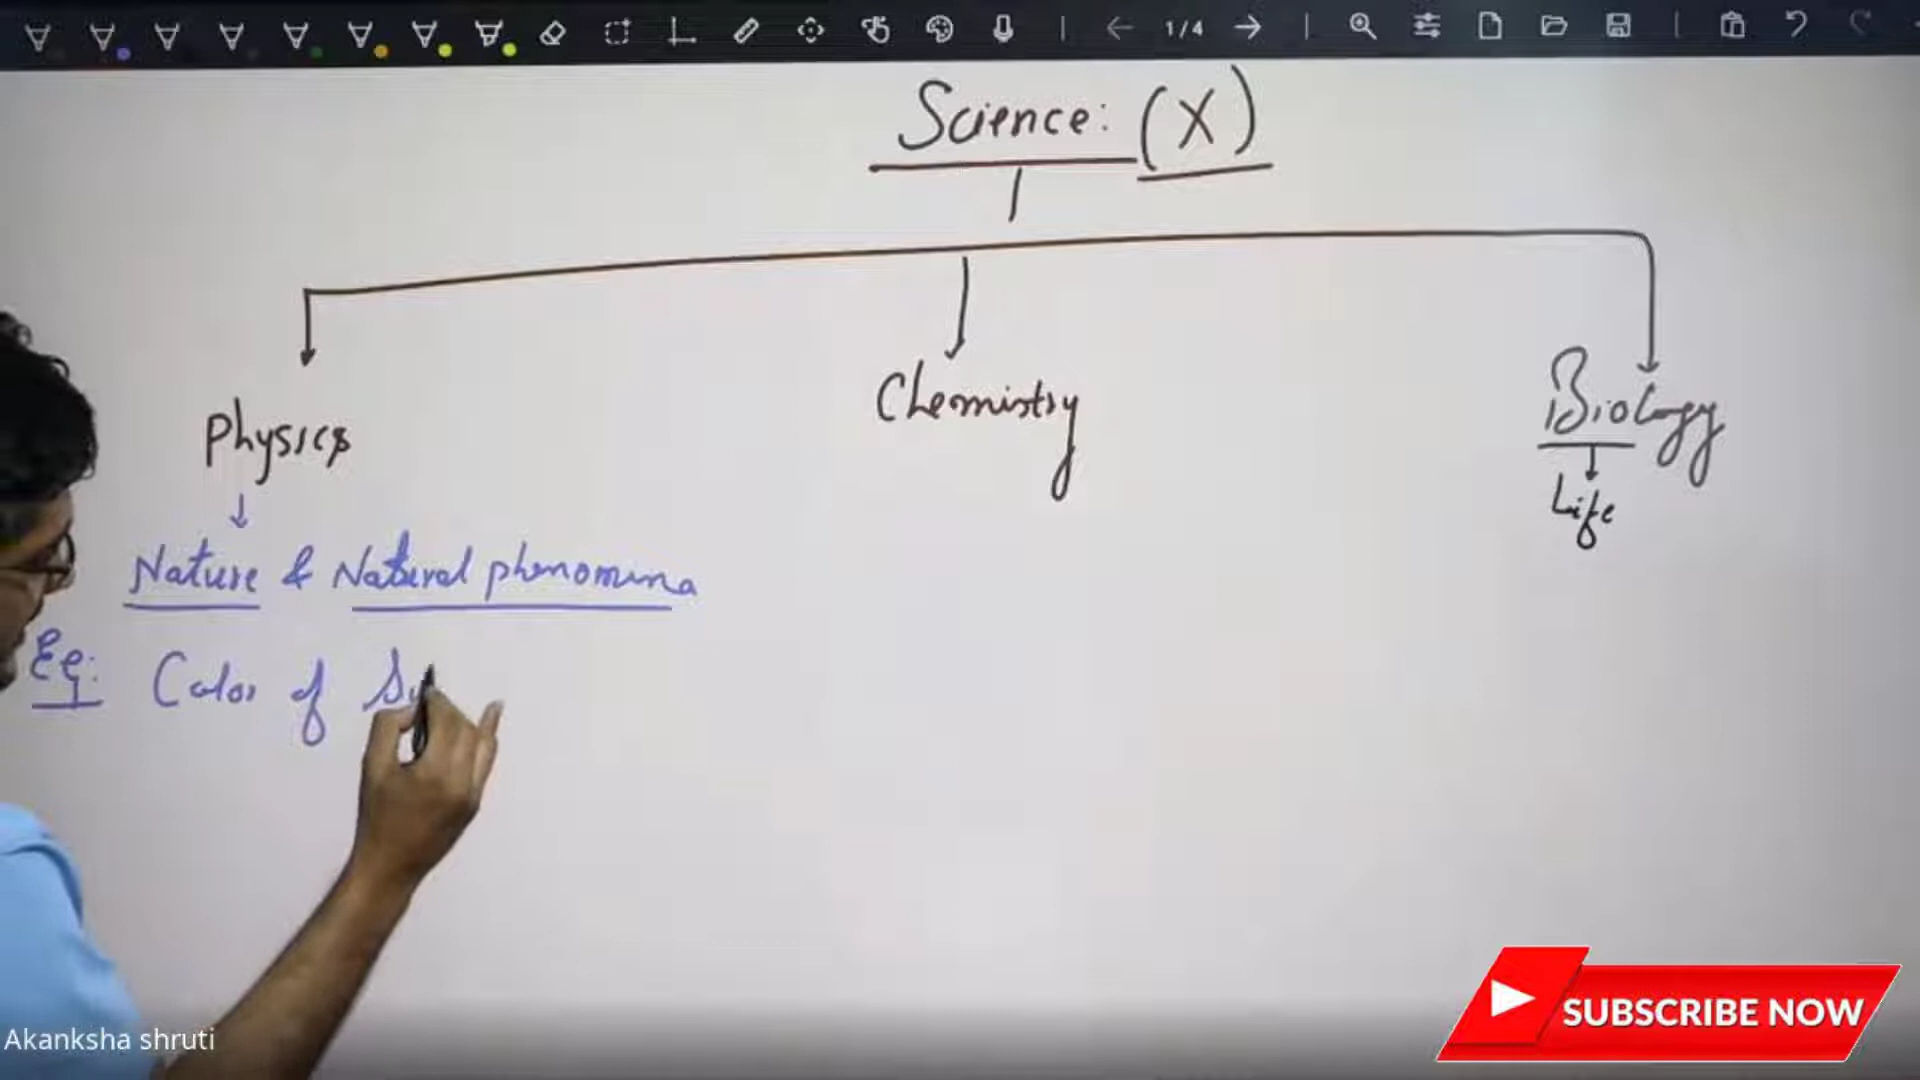 1/4
Science: (X)
Physics
Chemistry
Biology
Life
Nature & Natural phenomina
Eg: Color of
SUBSCRIBE NOW
Akanksha shruti